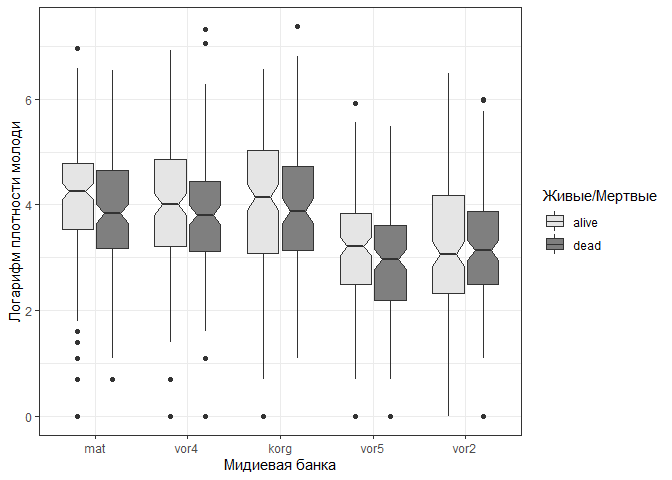 Логарифм плотности молоди
6
4
2
0
mat vor4 korg vor5 vor2
Мидиевая банка
Живые/Мертвые
alive
dead